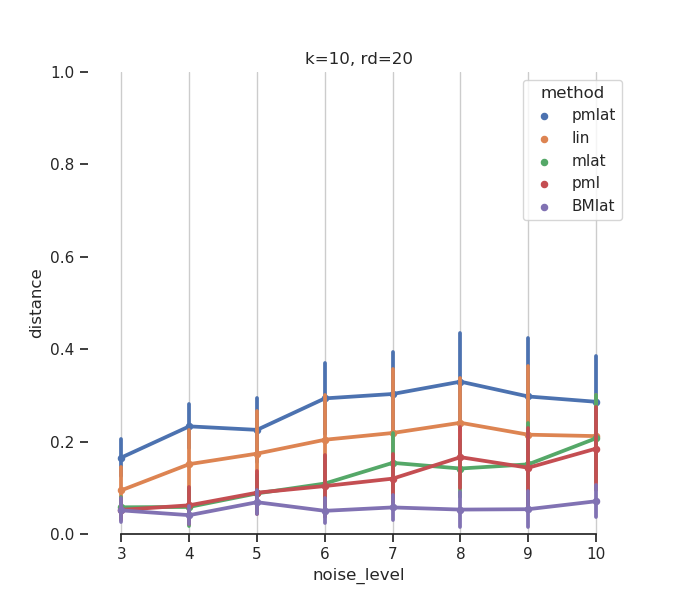 k=10, rd=20
1.0
0.8
0.6
0.4
0.2
0.0
distance
method
pmlat
lin
mlat
pml
BMlat
3 4 5 6 7 8 9 10
noise_level